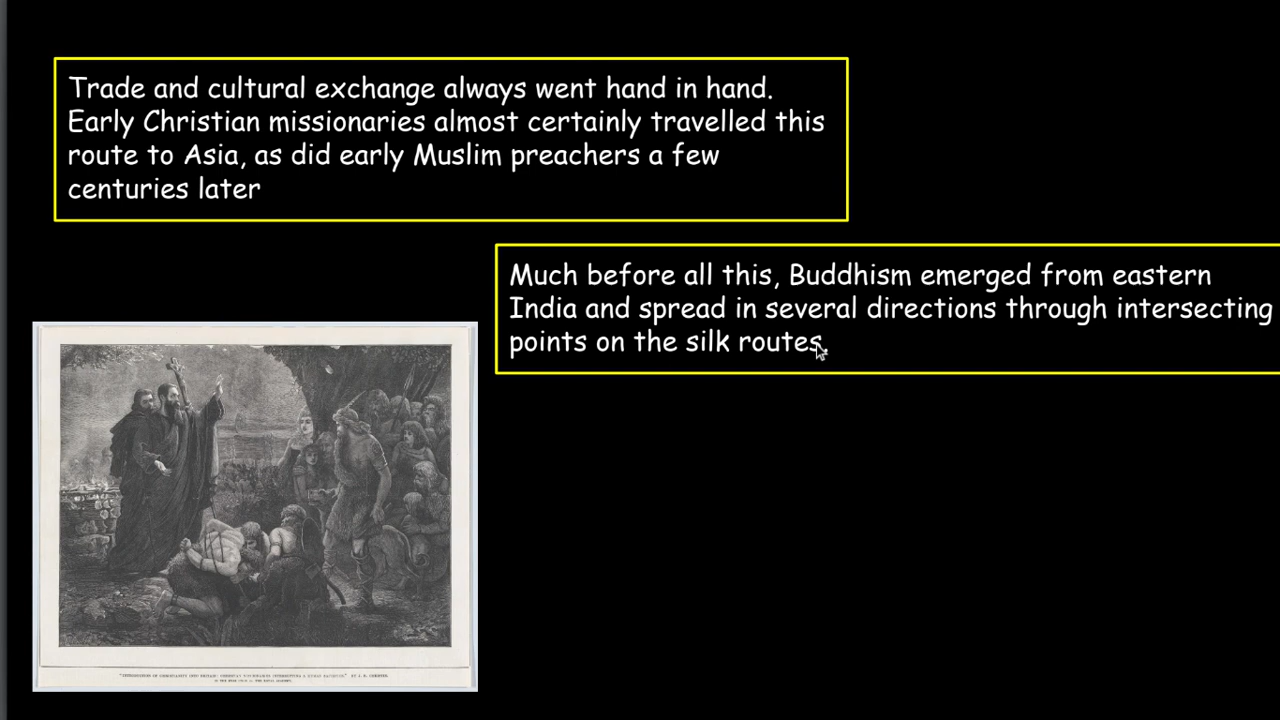 Trade and cultural exchange always went hand in hand.
Early Christian missionaries almost certainly travelled this
route to Asia, as did early Muslim preachers a few
centuries later
Much before all this, Buddhism emerged from eastern
India and spread in several directions through intersecting
points on the silk routes.